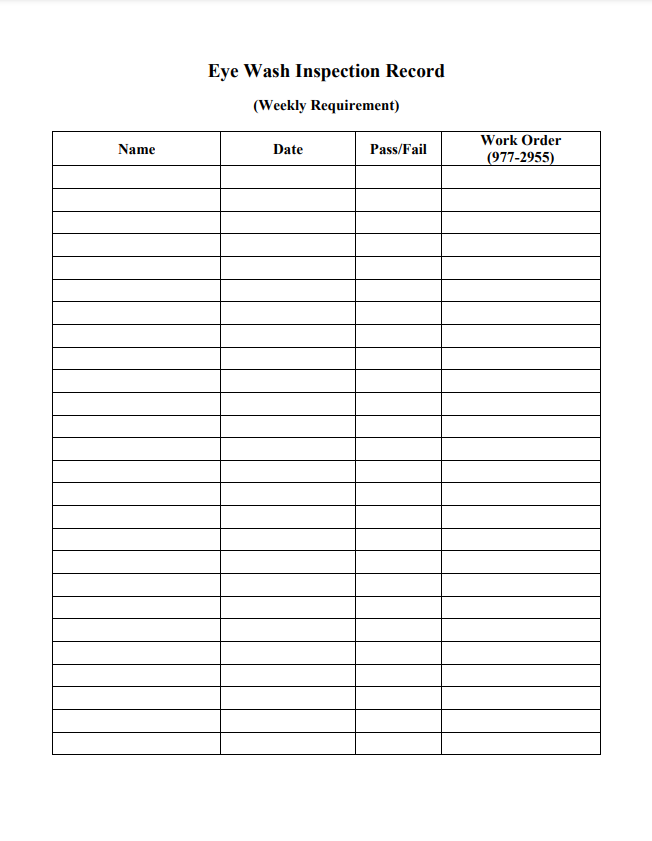 Eye Wash Inspection Record
(Weekly Requirement)
Name Date Pass/Fail Work Order
(977-2955)